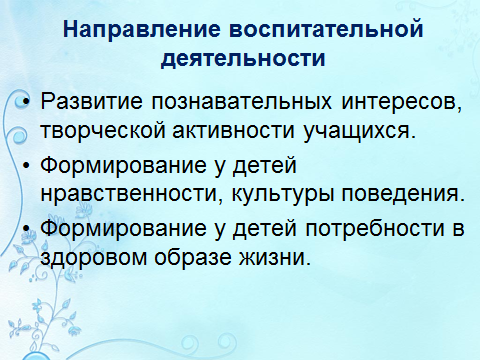 Направление воспитательной
деятельности
• Развитие познавательных интересов,
творческой активности учащихся.
• Формирование у детей
нравственности, культуры поведения.
• Формирование у детей потребности в
здоровом образе жизни.